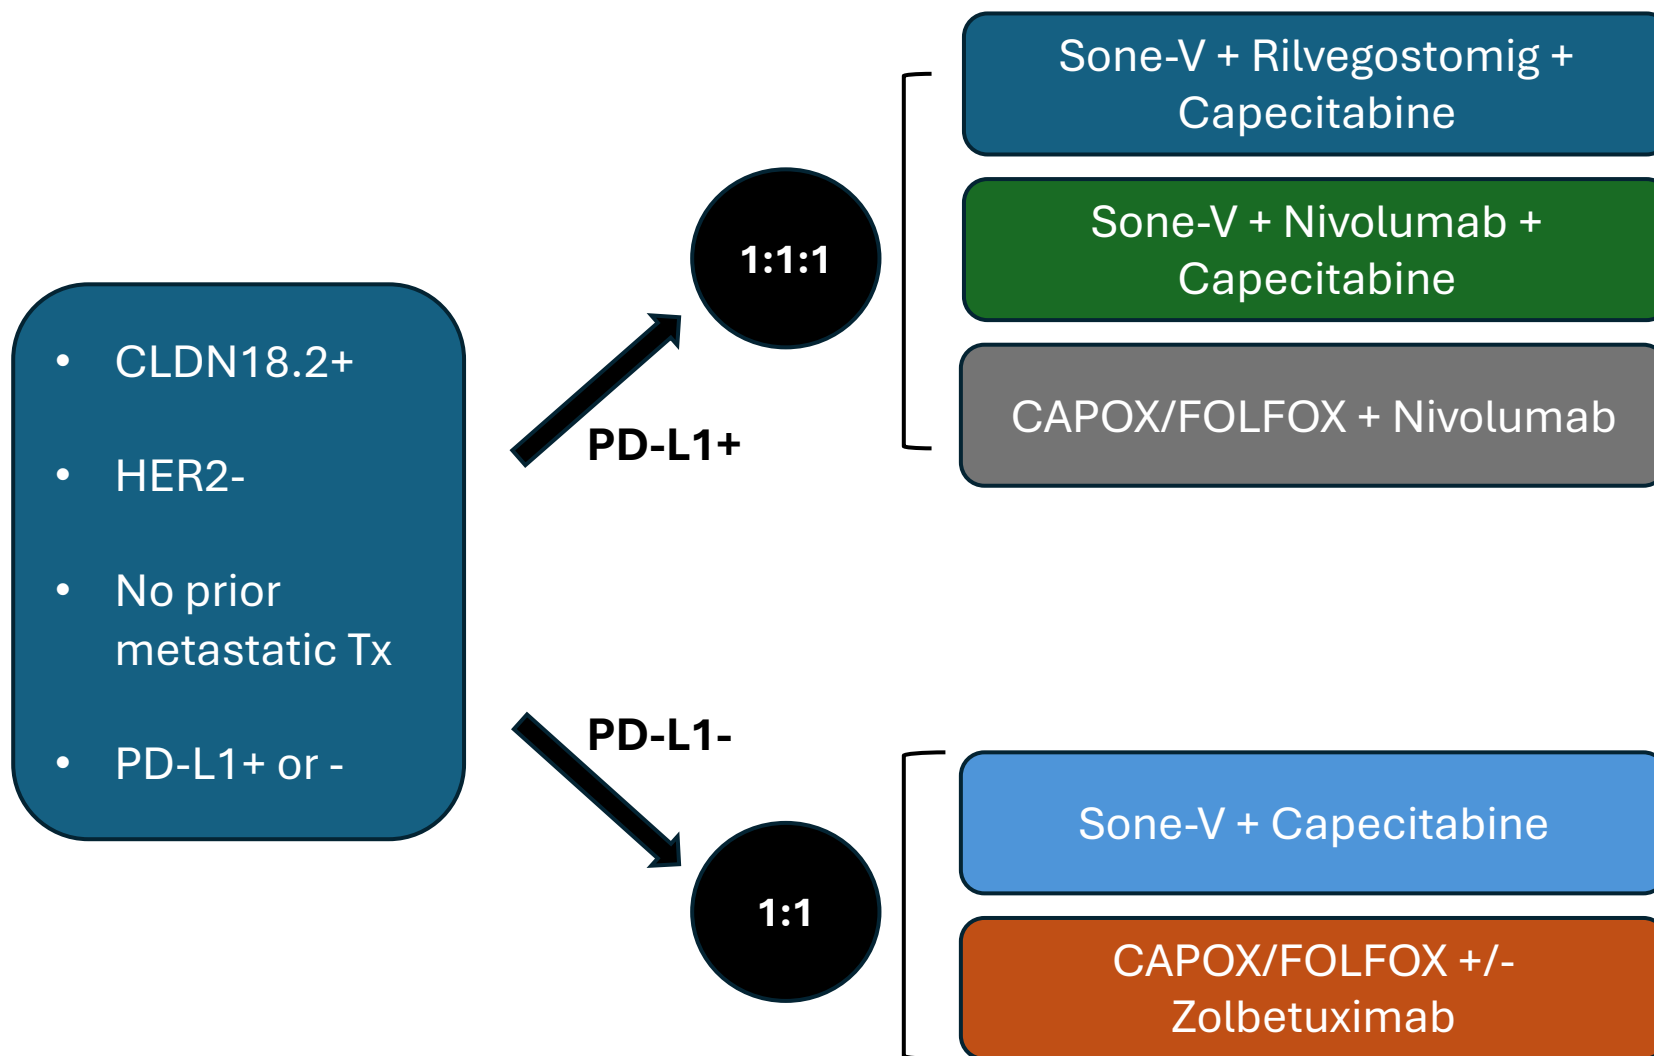 Sone-V + Rilvegostomig +
Capecitabine
1:1:1
Sone-V + Nivolumab +
Capecitabine
• CLDN18.2+
CAPOX/FOLFOX + Nivolumab
PD-L1+
• HER2-
• No prior
metastatic Tx
PD-L1-
• PD-L1+ or -
Sone-V + Capecitabine
1:1
CAPOX/FOLFOX +/-
Zolbetuximab